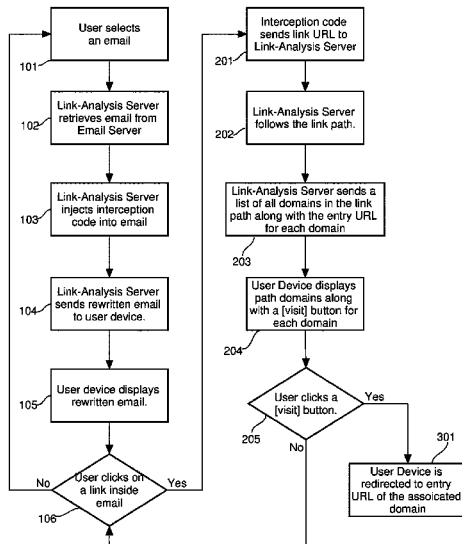 User selects
an email
101
Link-Analysis Server
retrieves email from
Email Server
102
Link-Analysis Server
injects interception
code into email
103
Link-Analysis Server
sends rewritten email
to user device.
104
User device displays
rewritten email.
105
User clicks on
a link inside
email
106
No
Yes
Interception code
sends link URL to
Link-Analysis Server
201
Link-Analysis Server
follows the link path.
202
Link-Analysis Server sends a
list of all domains in the link
path along with the entry URL
for each domain
203
User Device displays
path domains along
with a [visit] button for
each domain
204
User clicks a
[visit] button.
205
Yes
No
301
User Device is
redirected to entry
URL of the assoicated
domain